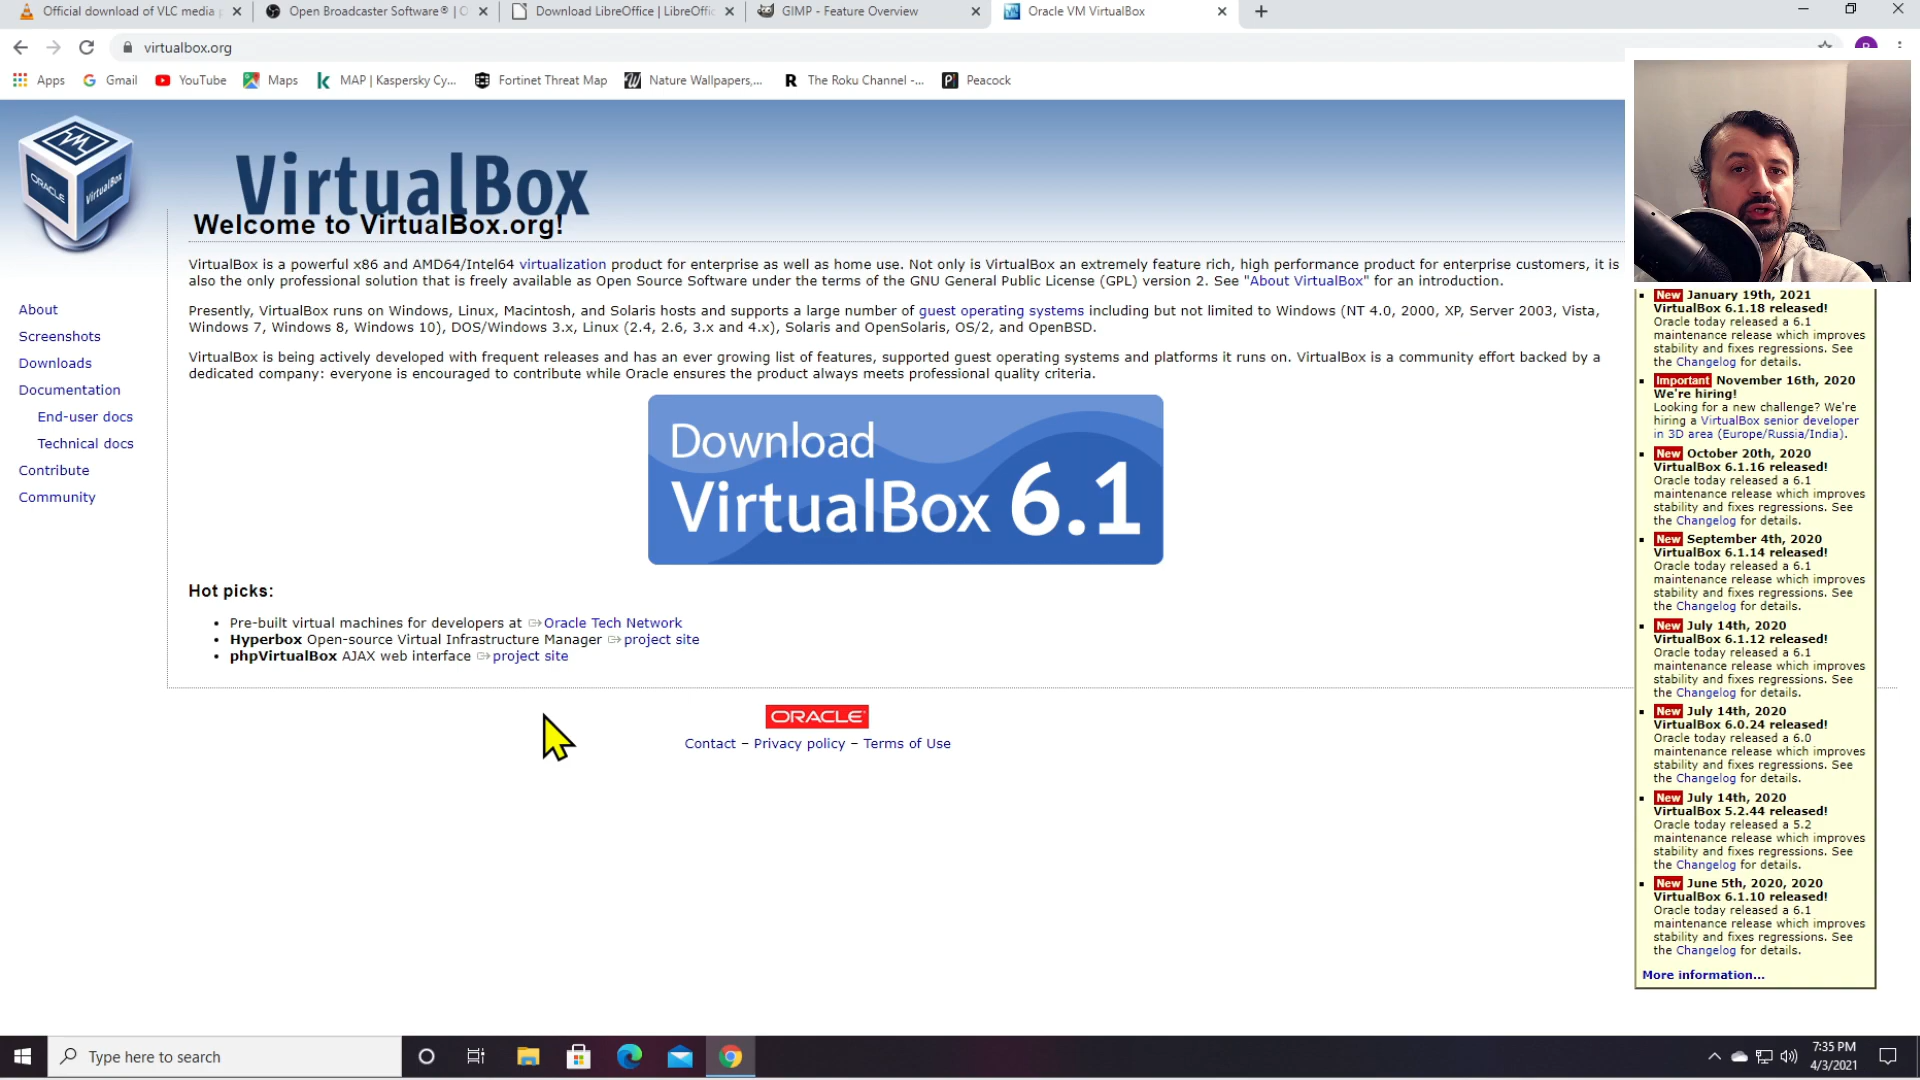 Official download of VLC media p
Open Broadcaster Software® | O
Download LibreOffice | LibreOffic
GIMP - Feature Overview
Oracle VM VirtualBox
virtualbox.org
Apps
Gmail
YouTube
Maps
MAP | Kaspersky Cy...
Fortinet Threat Map
Nature Wallpapers,...
The Roku Channel -...
Peacock
ORACLE
VirtualBox
VirtualBox
Welcome to VirtualBox.org!
VirtualBox is a powerful x86 and AMD64/Intel64 virtualization product for enterprise as well as home use. Not only is VirtualBox an extremely feature rich, high performance product for enterprise customers, it is
also the only professional solution that is freely available as Open Source Software under the terms of the GNU General Public License (GPL) version 2. See "About VirtualBox" for an introduction.
Presently, VirtualBox runs on Windows, Linux, Macintosh, and Solaris hosts and supports a large number of guest operating systems including but not limited to Windows (NT 4.0, 2000, XP, Server 2003, Vista,
Windows 7, Windows 8, Windows 10), DOS/Windows 3.x, Linux (2.4, 2.6, 3.x and 4.x), Solaris and OpenSolaris, OS/2, and OpenBSD.
VirtualBox is being actively developed with frequent releases and has an ever growing list of features, supported guest operating systems and platforms it runs on. VirtualBox is a community effort backed by a
dedicated company: everyone is encouraged to contribute while Oracle ensures the product always meets professional quality criteria.
About
Screenshots
Downloads
Documentation
End-user docs
Technical docs
Contribute
Community
Download
VirtualBox 6.1
Hot picks:
Pre-built virtual machines for developers at Oracle Tech Network
Hyperbox Open-source Virtual Infrastructure Manager project site
phpVirtualBox AJAX web interface project site
ORACLE
Contact – Privacy policy – Terms of Use
New January 19th, 2021
VirtualBox 6.1.18 released!
Oracle today released a 6.1
maintenance release which improves
stability and fixes regressions. See
the Changelog for details.
Important November 16th, 2020
We're hiring!
Looking for a new challenge? We're
hiring a VirtualBox senior developer
in 3D area (Europe/Russia/India).
New October 20th, 2020
VirtualBox 6.1.16 released!
Oracle today released a 6.1
maintenance release which improves
stability and fixes regressions. See
the Changelog for details.
New September 4th, 2020
VirtualBox 6.1.14 released!
Oracle today released a 6.1
maintenance release which improves
stability and fixes regressions. See
the Changelog for details.
New July 14th, 2020
VirtualBox 6.1.12 released!
Oracle today released a 6.1
maintenance release which improves
stability and fixes regressions. See
the Changelog for details.
New July 14th, 2020
VirtualBox 6.0.24 released!
Oracle today released a 6.0
maintenance release which improves
stability and fixes regressions. See
the Changelog for details.
New July 14th, 2020
VirtualBox 5.2.44 released!
Oracle today released a 5.2
maintenance release which improves
stability and fixes regressions. See
the Changelog for details.
New June 5th, 2020, 2020
VirtualBox 6.1.10 released!
Oracle today released a 6.1
maintenance release which improves
stability and fixes regressions. See
the Changelog for details.
More information...
Type here to search
7:35 PM
4/3/2021